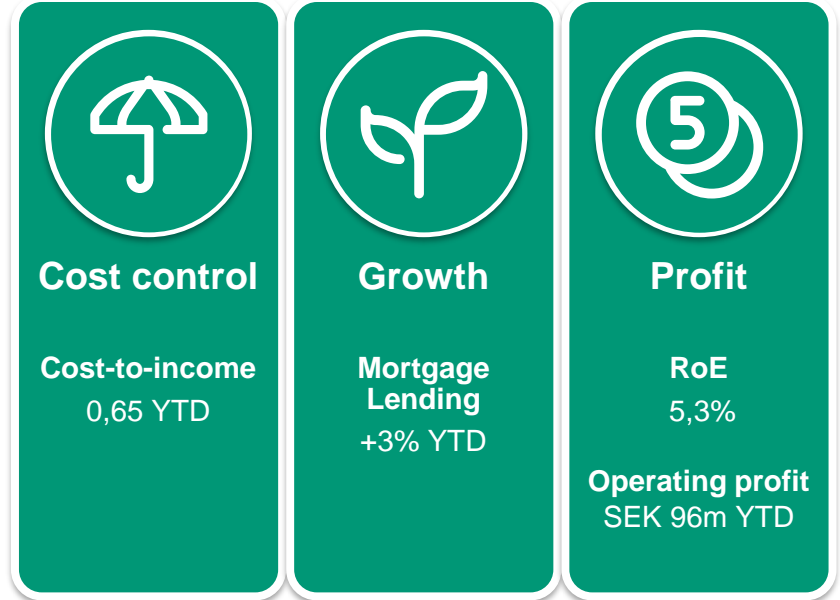 Cost control
Cost-to-income
0,65 YTD
Growth
Mortgage
Lending
+3% YTD
5
Profit
RoE
5,3%
Operating profit
SEK 96m YTD